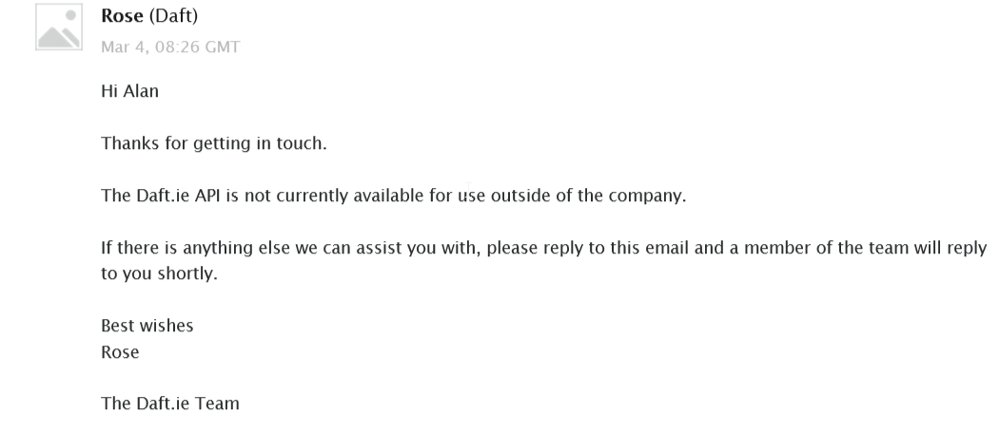 Rose (Daft)
Mar 4, 08:26 GMT
Hi Alan
Thanks for getting in touch.
The Daft.ie API is not currently available for use outside of the company.
If there is anything else we can assist you with, please reply to this email and a member of the team will reply
to you shortly.
Best wishes
Rose
The Daft.ie Team